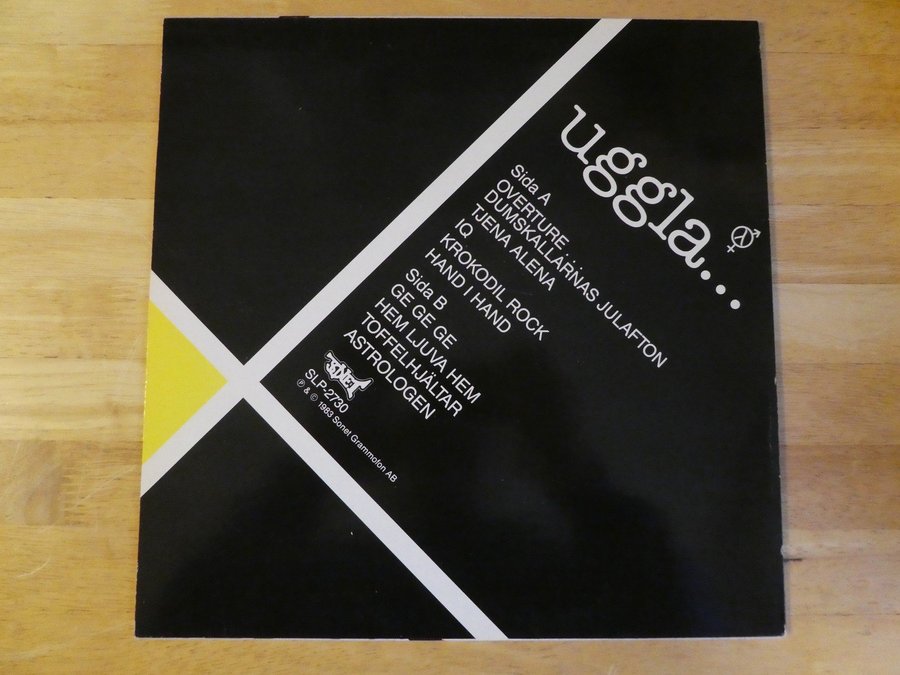 uggla...
Sida A
OVERTURE
DUMSKALLARNAS JULAFTON
TJENA ALENA
IQ
KROKODIL ROCK
HAND I HAND
Sida B
GE GE GE
HEM LJUVA HEM
TOFFELHJÄLTAR
ASTROLOGEN
SONET
SLP-2730
℗ & © 1983 Sonet Grammofon AB